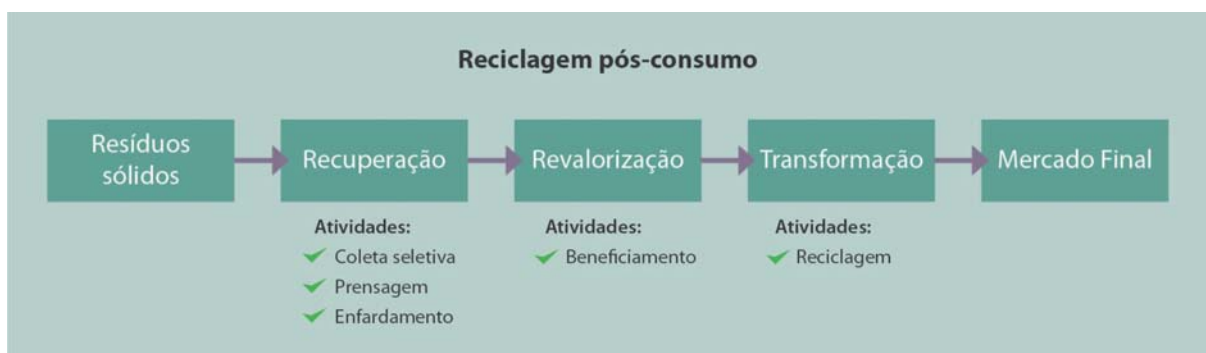 Reciclagem pós-consumo
Resíduos
sólidos
Recuperação
Revalorização
Transformação
Mercado Final
Atividades:
Coleta seletiva
Prensagem
Enfardamento
Atividades:
Beneficiamento
Atividades:
Reciclagem